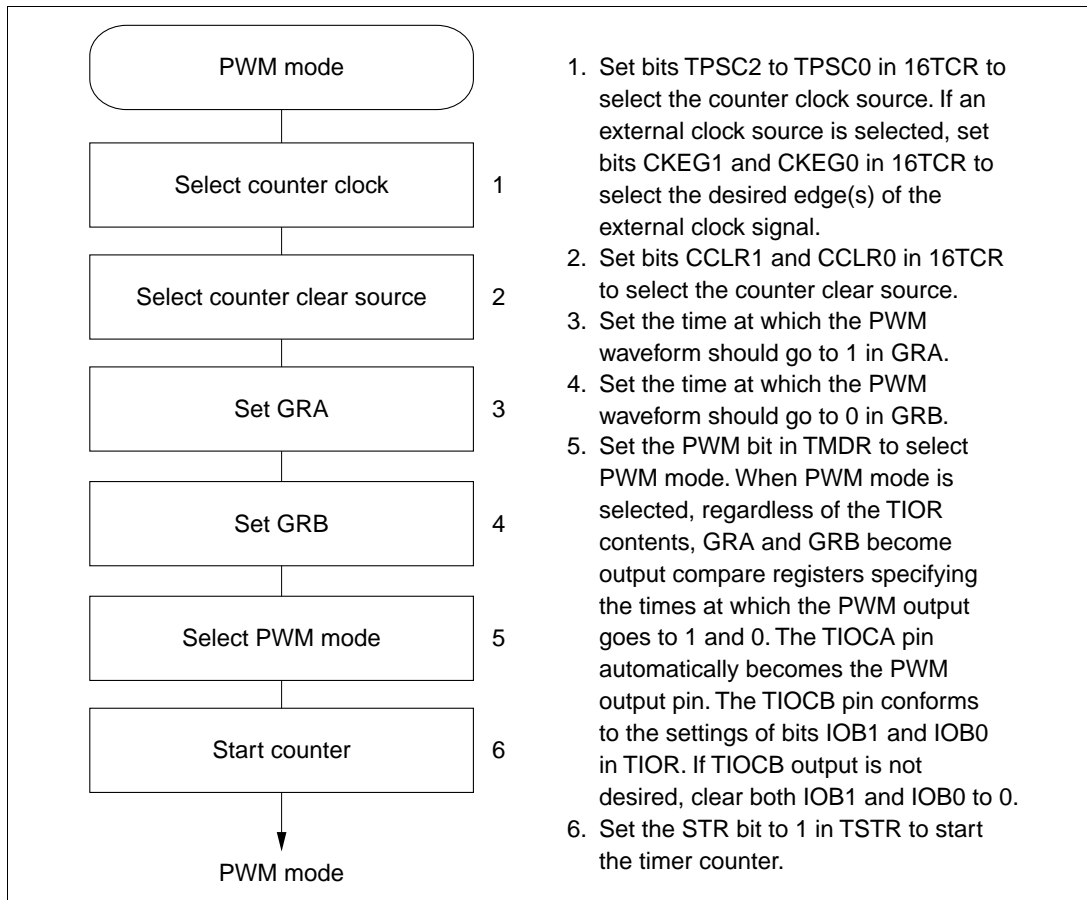 PWM mode
Select counter clock 1
Select counter clear source 2
Set GRA 3
Set GRB 4
Select PWM mode 5
Start counter 6
PWM mode
1. Set bits TPSC2 to TPSC0 in 16TCR to
select the counter clock source. If an
external clock source is selected, set
bits CKEG1 and CKEG0 in 16TCR to
select the desired edge(s) of the
external clock signal.
2. Set bits CCLR1 and CCLR0 in 16TCR
to select the counter clear source.
3. Set the time at which the PWM
waveform should go to 1 in GRA.
4. Set the time at which the PWM
waveform should go to 0 in GRB.
5. Set the PWM bit in TMDR to select
PWM mode. When PWM mode is
selected, regardless of the TIOR
contents, GRA and GRB become
output compare registers specifying
the times at which the PWM output
goes to 1 and 0. The TIOCA pin
automatically becomes the PWM
output pin. The TIOCB pin conforms
to the settings of bits IOB1 and IOB0
in TIOR. If TIOCB output is not
desired, clear both IOB1 and IOB0 to 0.
6. Set the STR bit to 1 in TSTR to start
the timer counter.